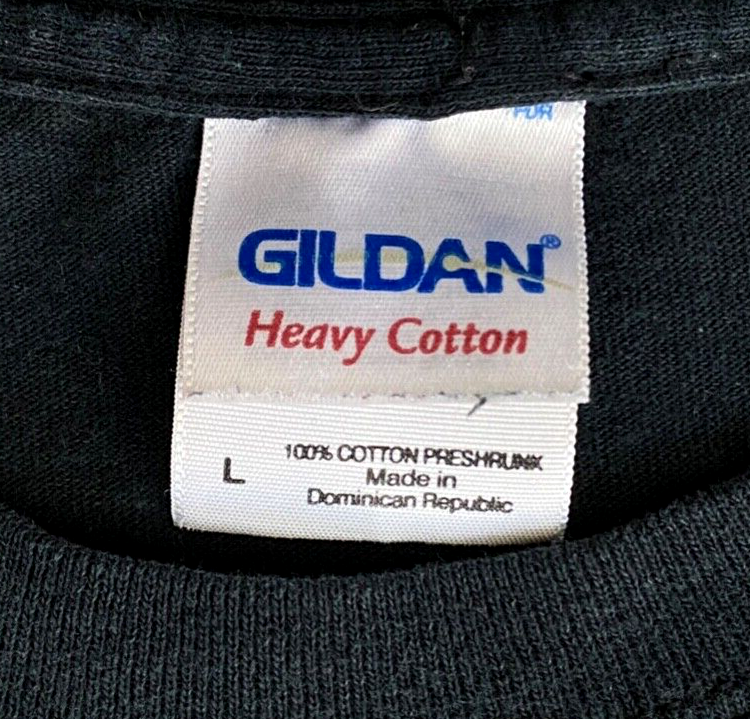 GILDAN®
Heavy Cotton
L
100% COTTON PRESHRUNK
Made in
Dominican Republic